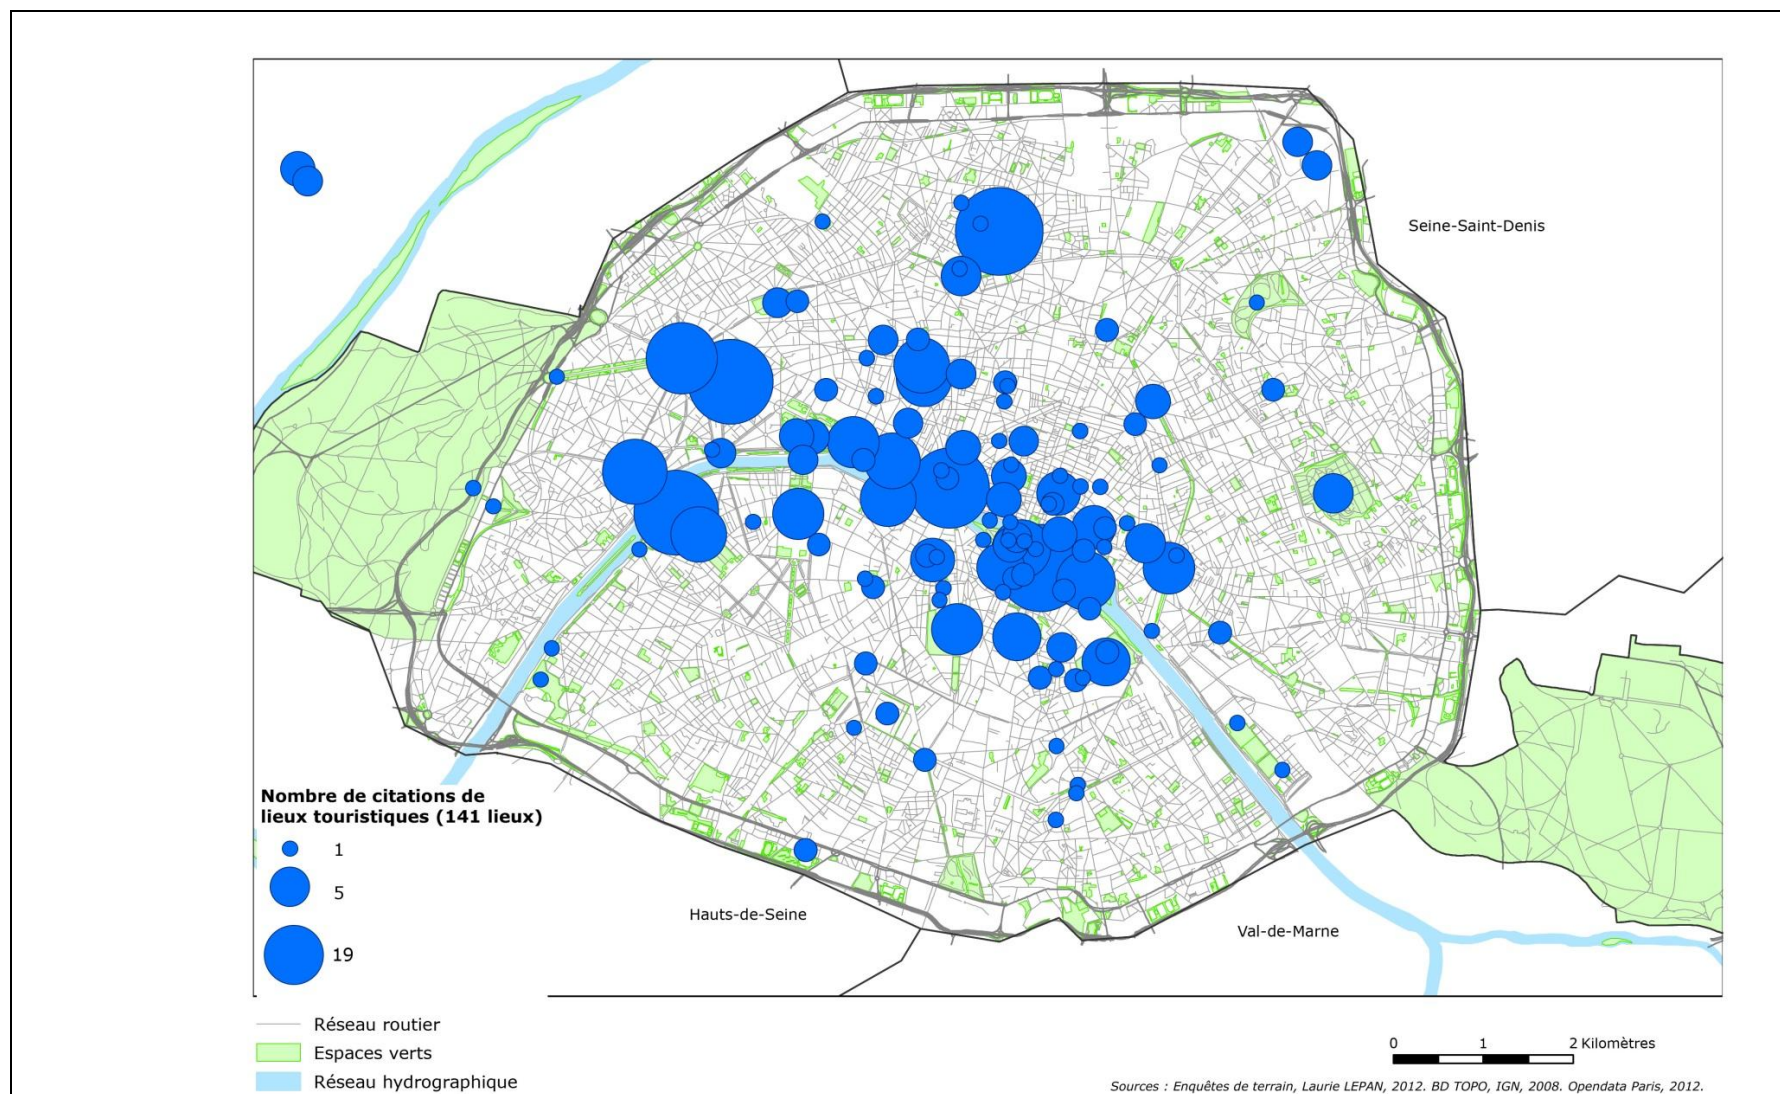 Seine-Saint-Denis
Nombre de citations de
lieux touristiques (141 lieux)
1
5
19
Hauts-de-Seine
Val-de-Marne
Réseau routier
Espaces verts
Réseau hydrographique
0 1 2 Kilomètres
Sources : Enquêtes de terrain, Laurie LEPAN, 2012. BD TOPO, IGN, 2008. Opendata Paris, 2012.